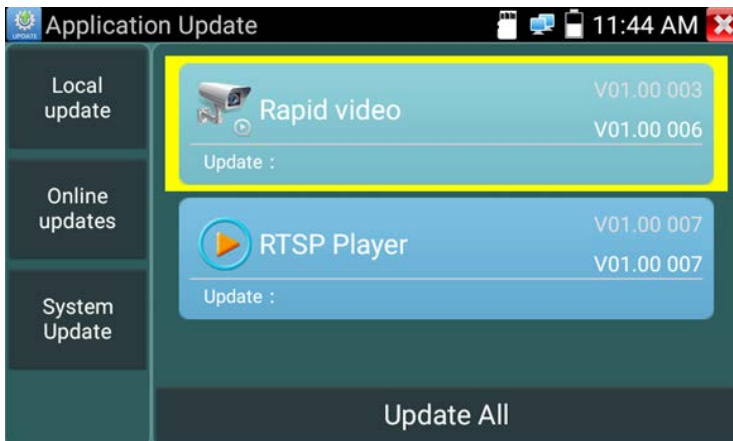 UPDATE
Application Update
11:44 AM
Local
update
Online
updates
System
Update
Rapid video
V01.00 003
V01.00 006
Update :
RTSP Player
V01.00 007
V01.00 007
Update :
Update All